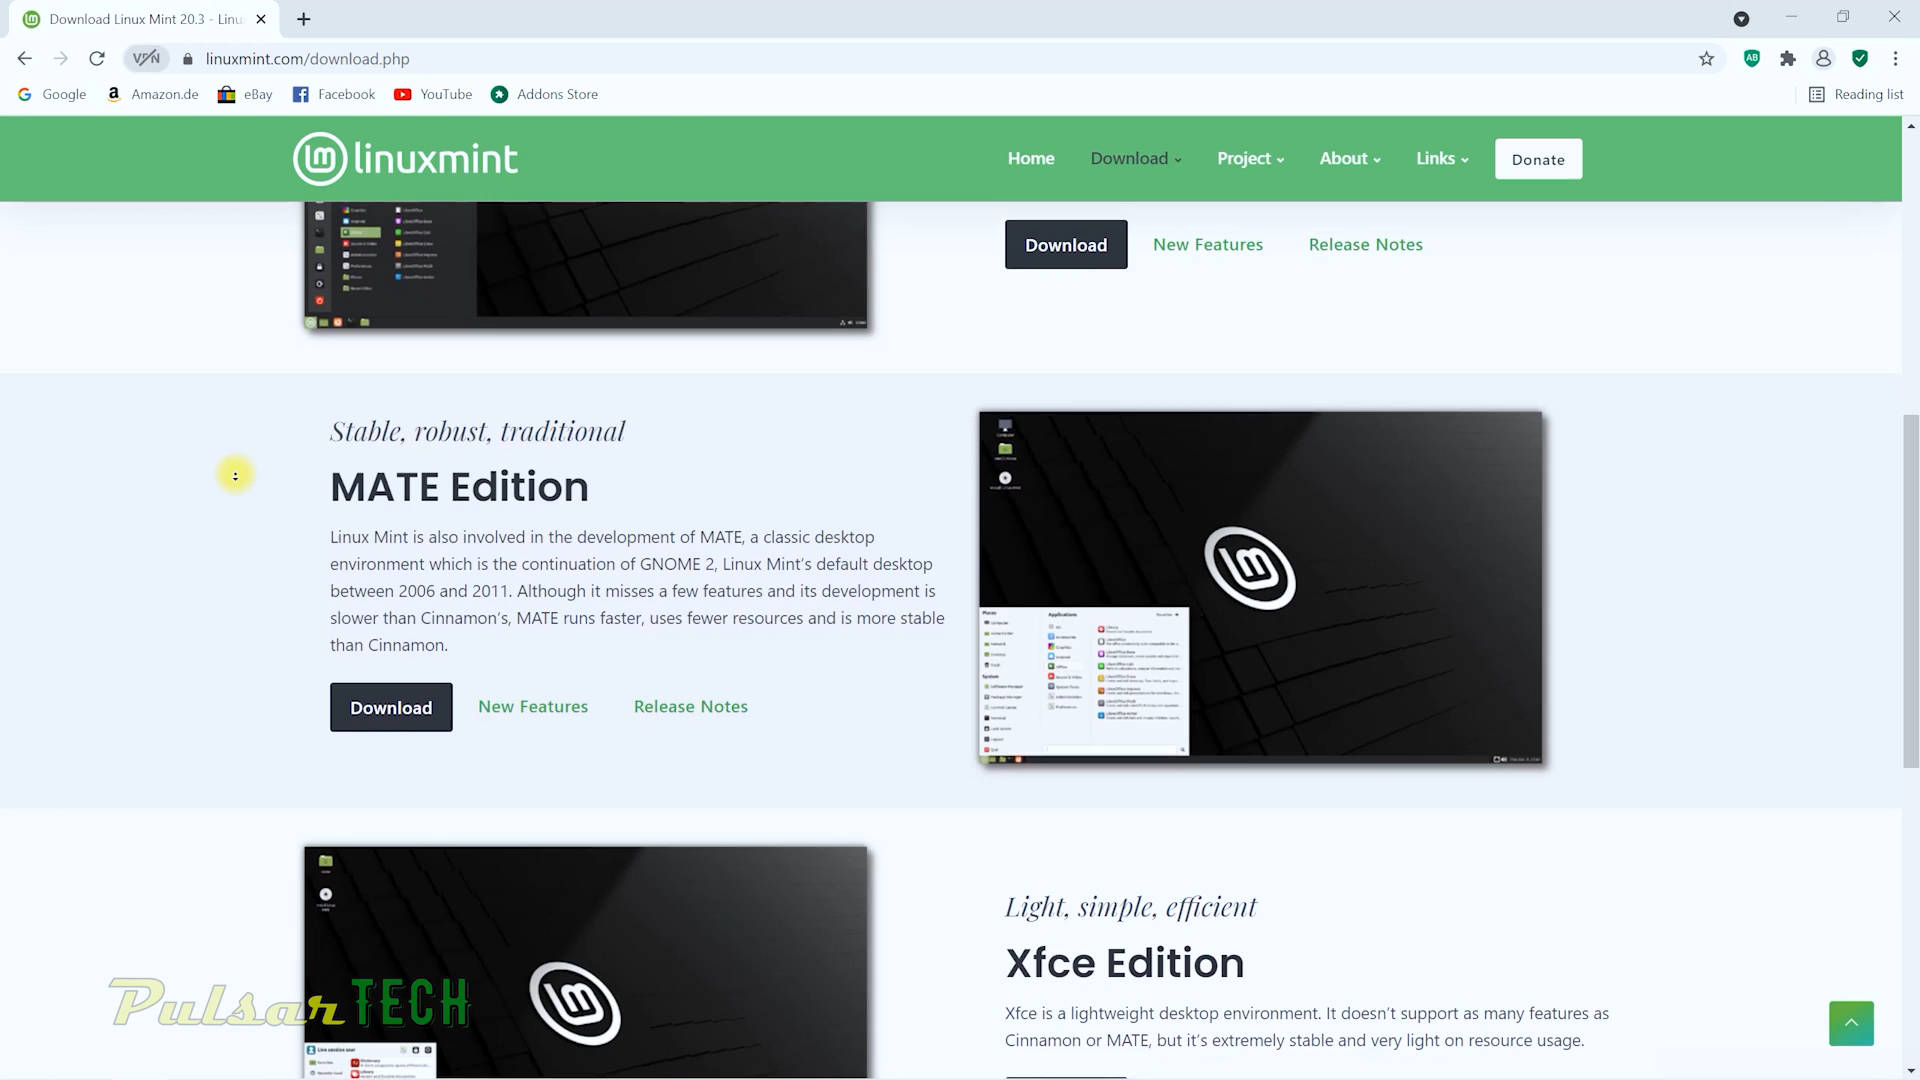 Download Linux Mint 20.3 - Linu
VPN
linuxmint.com/download.php
Google
Amazon.de
eBay
Facebook
YouTube
Addons Store
Reading list
linuxmint
Home
Download
Project
About
Links
Donate
Download
New Features
Release Notes
Stable, robust, traditional
MATE Edition
Linux Mint is also involved in the development of MATE, a classic desktop
environment which is the continuation of GNOME 2, Linux Mint's default desktop
between 2006 and 2011. Although it misses a few features and its development is
slower than Cinnamon's, MATE runs faster, uses fewer resources and is more stable
than Cinnamon.
Download
New Features
Release Notes
Light, simple, efficient
Xfce Edition
Xfce is a lightweight desktop environment. It doesn't support as many features as
Cinnamon or MATE, but it's extremely stable and very light on resource usage.
PulsarTECH